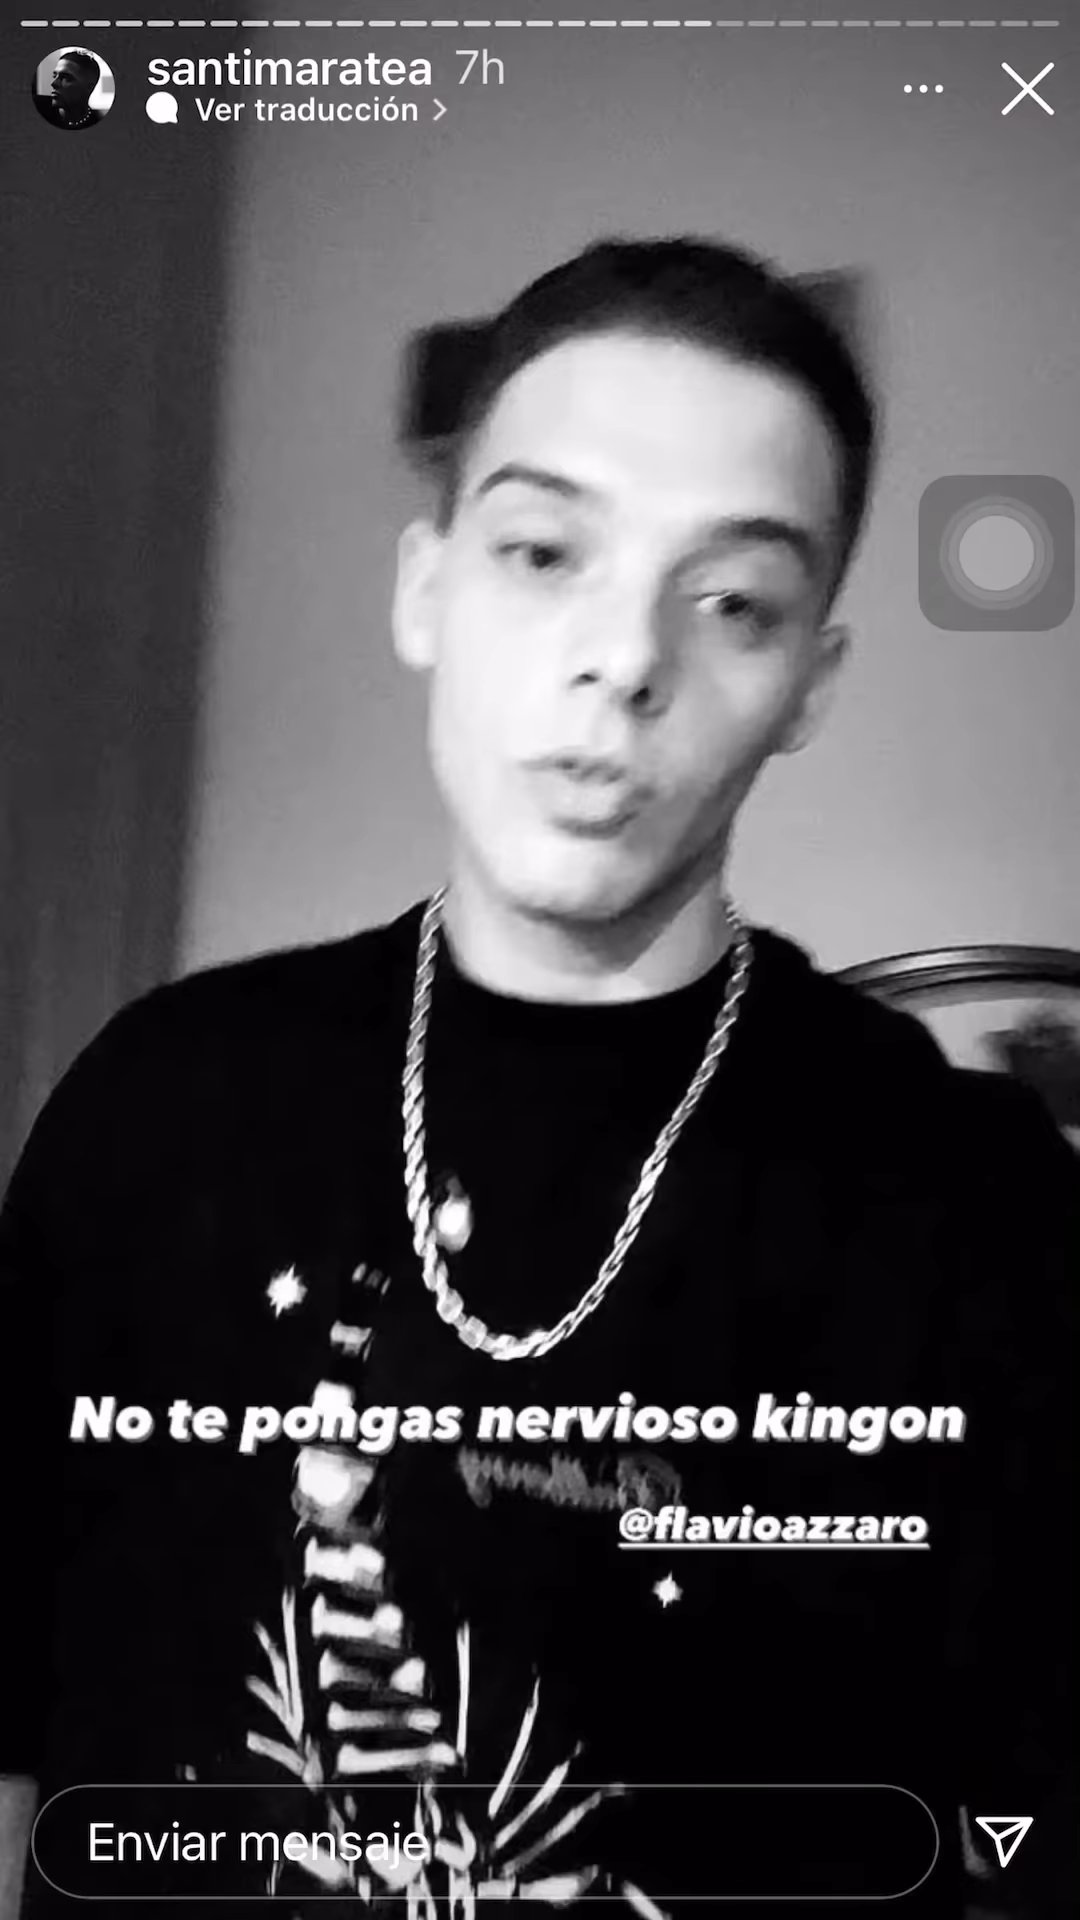 santimaratea 7h
Ver traducción
No te pongas nervioso kingon
@flavioazzaro
Enviar mensaje